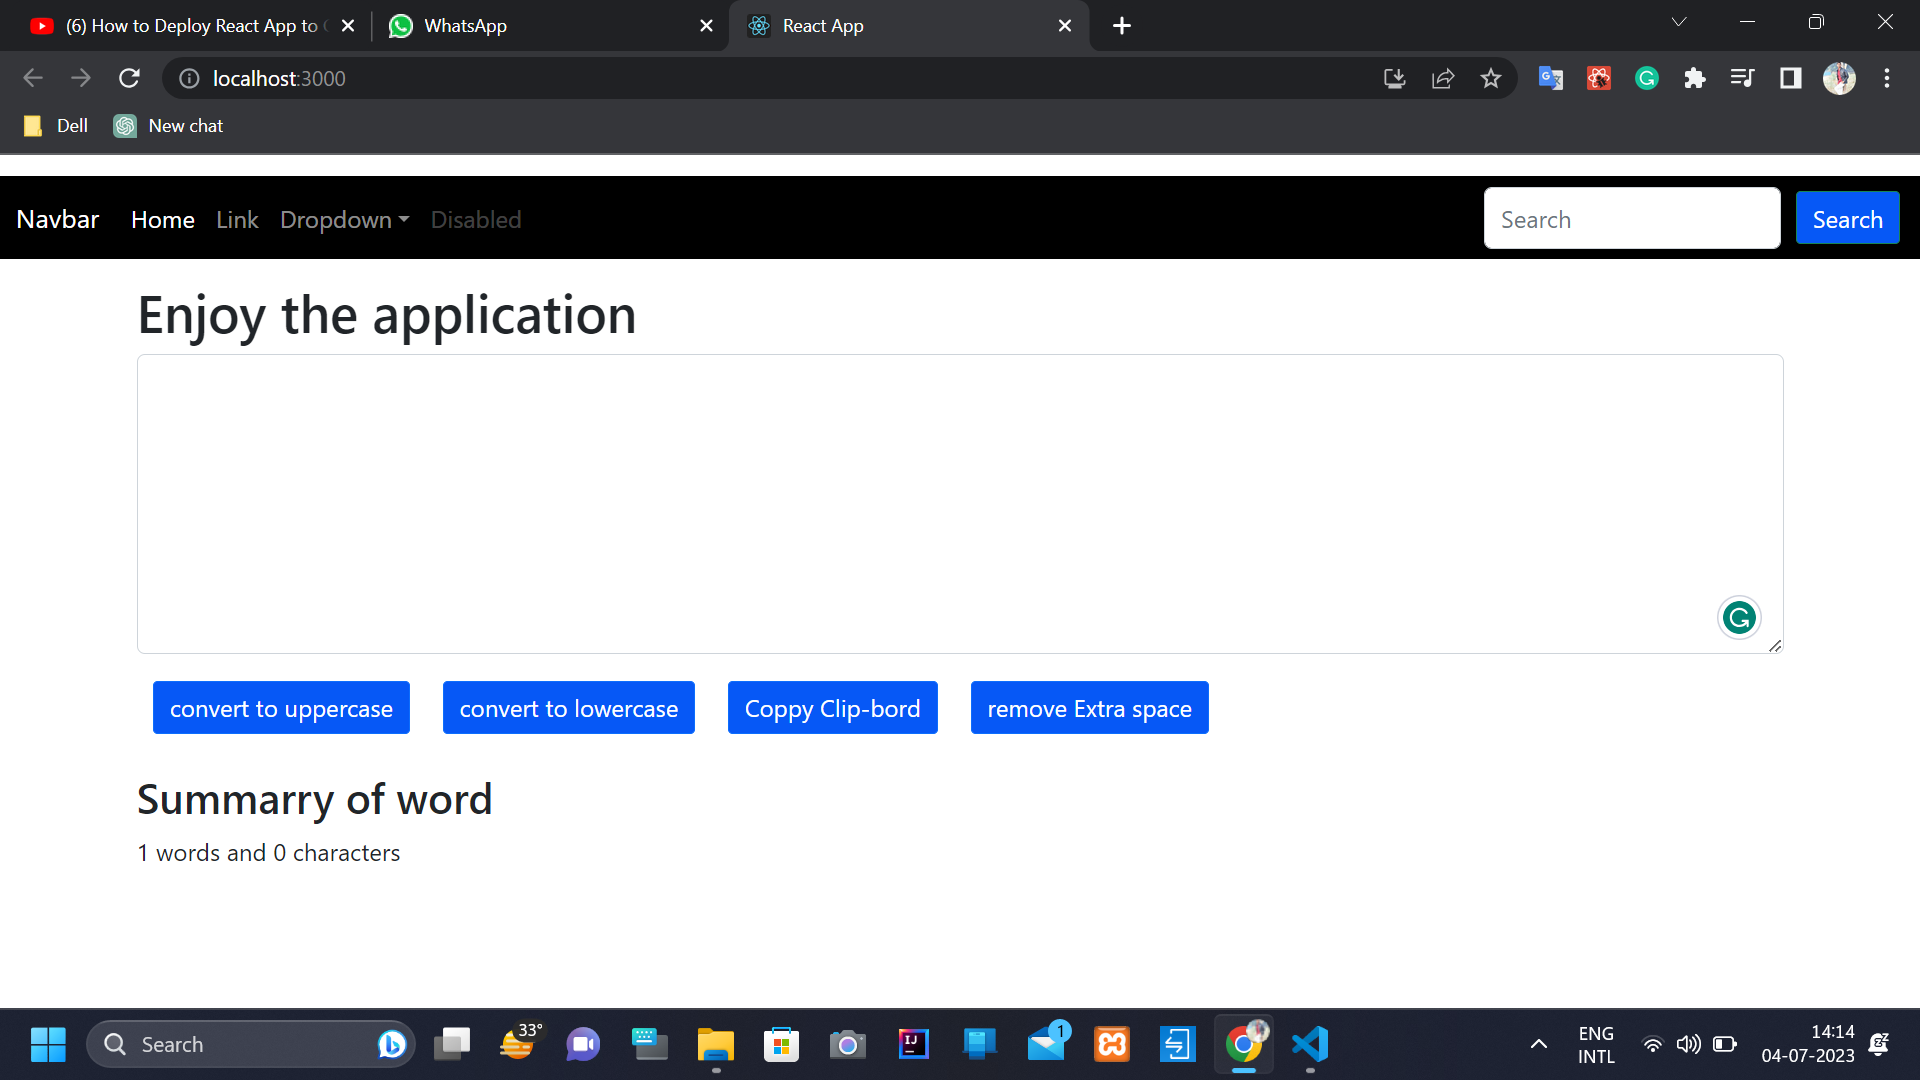 (6) How to Deploy React App to
WhatsApp
React App
localhost:3000
Dell
New chat
Navbar
Home
Link
Dropdown
Disabled
Search
Search
Enjoy the application
convert to uppercase
convert to lowercase
Coppy Clip-bord
remove Extra space
Summarry of word
1 words and 0 characters
Search
33°
IJ
1
ENG
INTL
14:14
04-07-2023